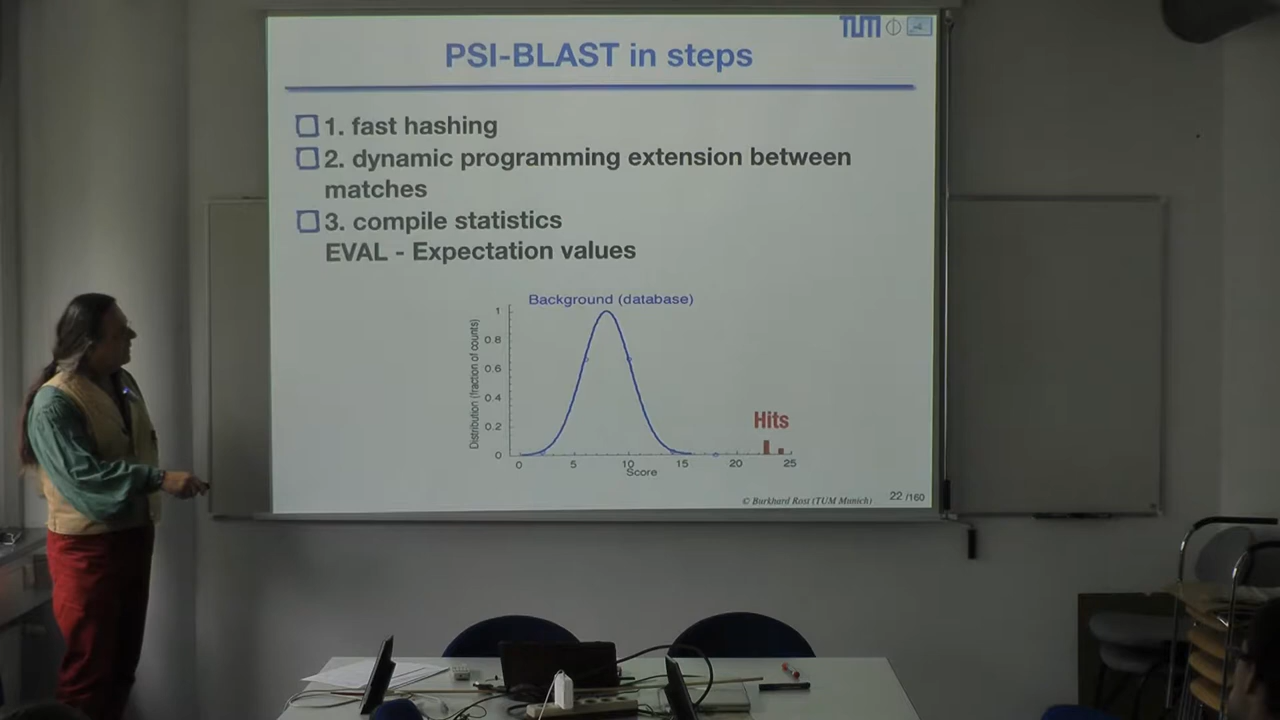 TUM
PSI-BLAST in steps
1. fast hashing
2. dynamic programming extension between
matches
3. compile statistics
EVAL - Expectation values
Background (database)
Distribution (fraction of counts)
1
0.8
0.6
0.4
0.2
0
Hits
0 5 10 15 20 25
Score
© Burkhard Rost (TUM Munich) 22 /160